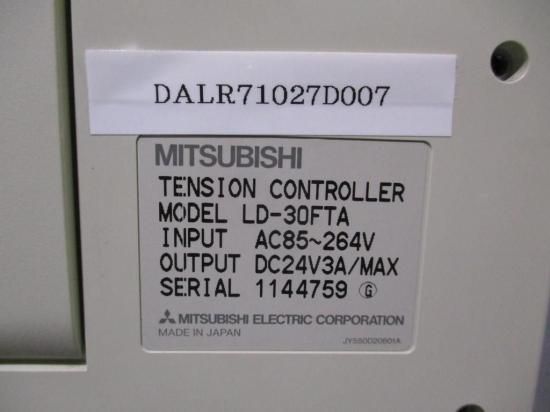 DALR71027D007
MITSUBISHI
TENSION CONTROLLER
MODEL LD-30FTA
INPUT AC85~264V
OUTPUT DC24V3A/MAX
SERIAL 1144759 G
MITSUBISHI ELECTRIC CORPORATION
MADE IN JAPAN
JY550D20601A